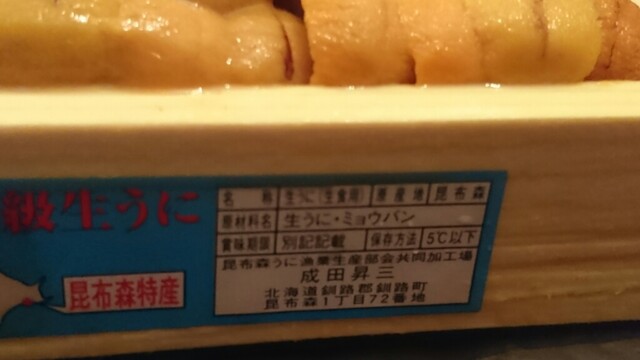 級生うに
昆布森特産
名 称 生うに(生食用) 原産地 昆布森
原材料名 生うに・ミョウバン
賞味期限 別記記載 保存方法 5℃以下
昆布森うに漁業生産部会共同加工場
成田昇三
北海道釧路郡釧路町
昆布森1丁目72番地